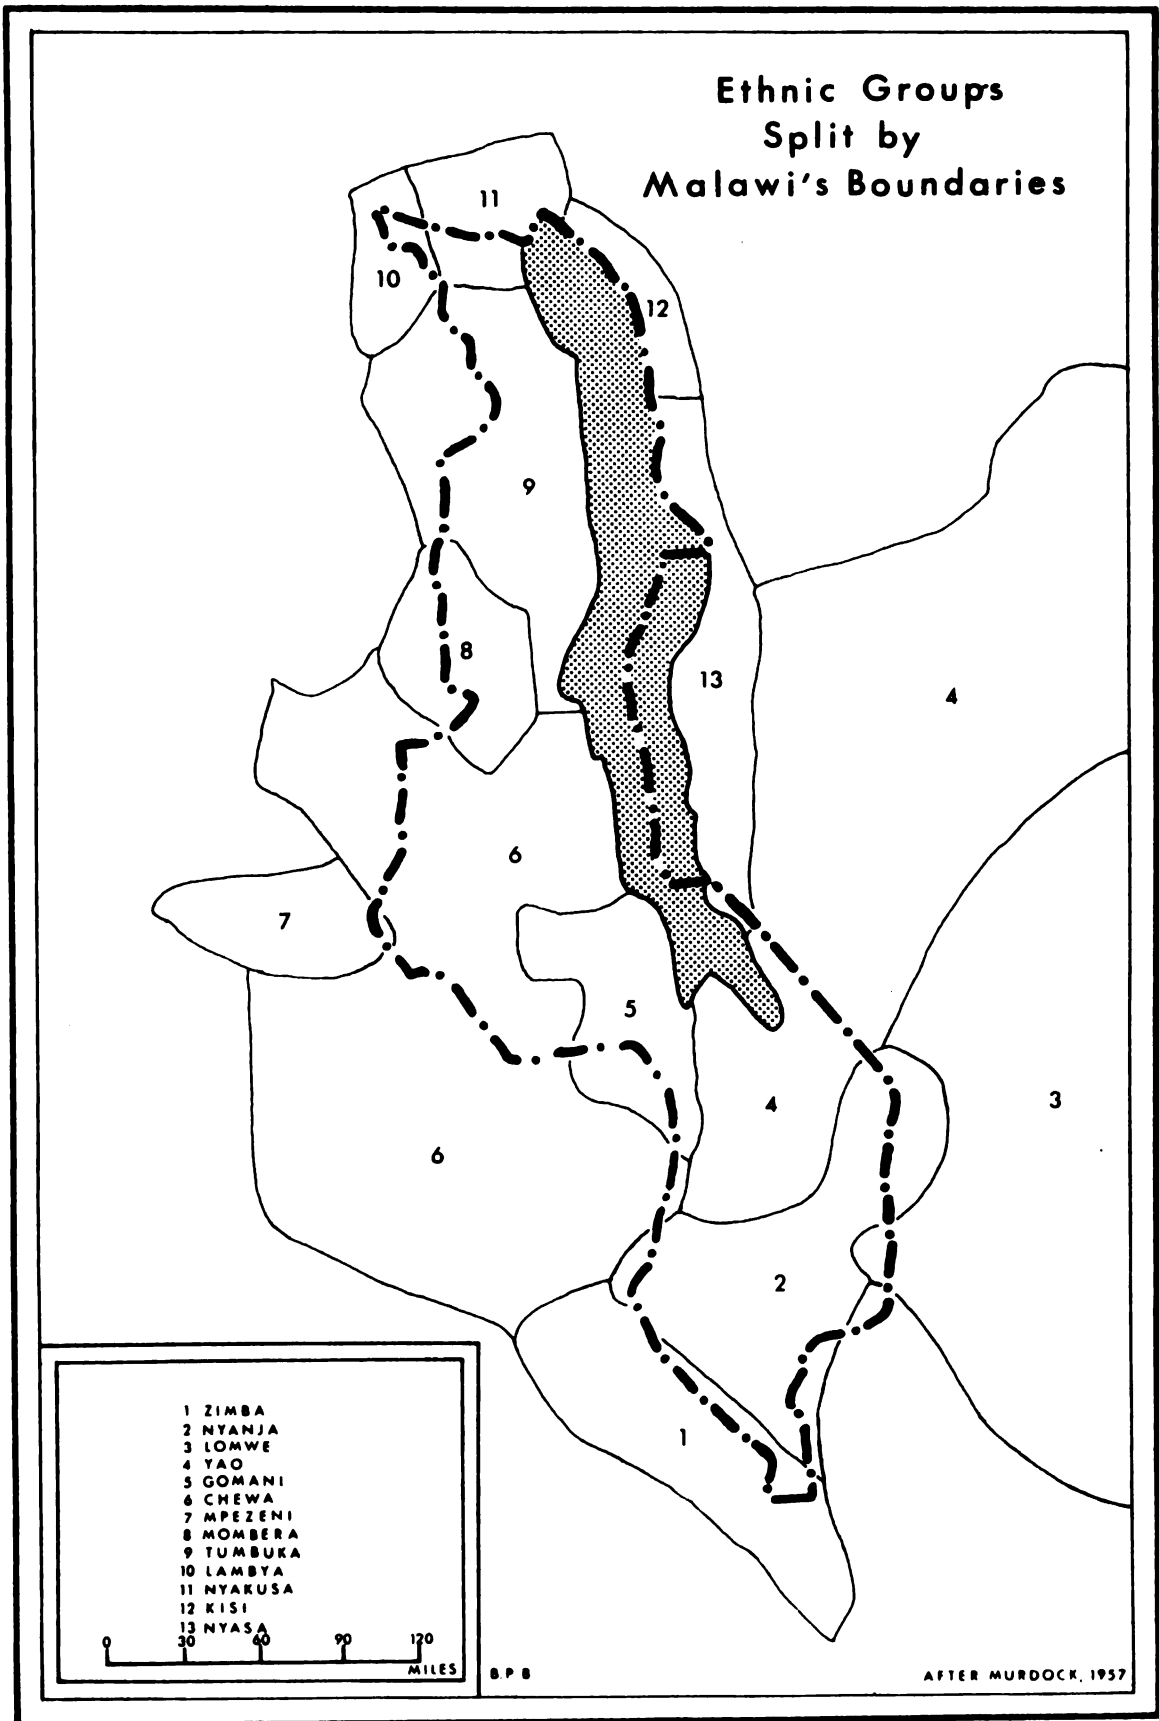 Ethnic Groups
Split by
Malawi's Boundaries
11
10
12
9
8
13
4
6
7
5
4
3
6
2
1
1 ZIMBA
2 NYANJA
3 LOMWE
4 YAO
5 GOMANI
6 CHEWA
7 MPEZENI
8 MOMBERA
9 TUMBUKA
10 LAMBYA
11 NYAKUSA
12 KISI
13 NYASA
0 30 60 90 120
MILES
B.P B
AFTER MURDOCK, 1957